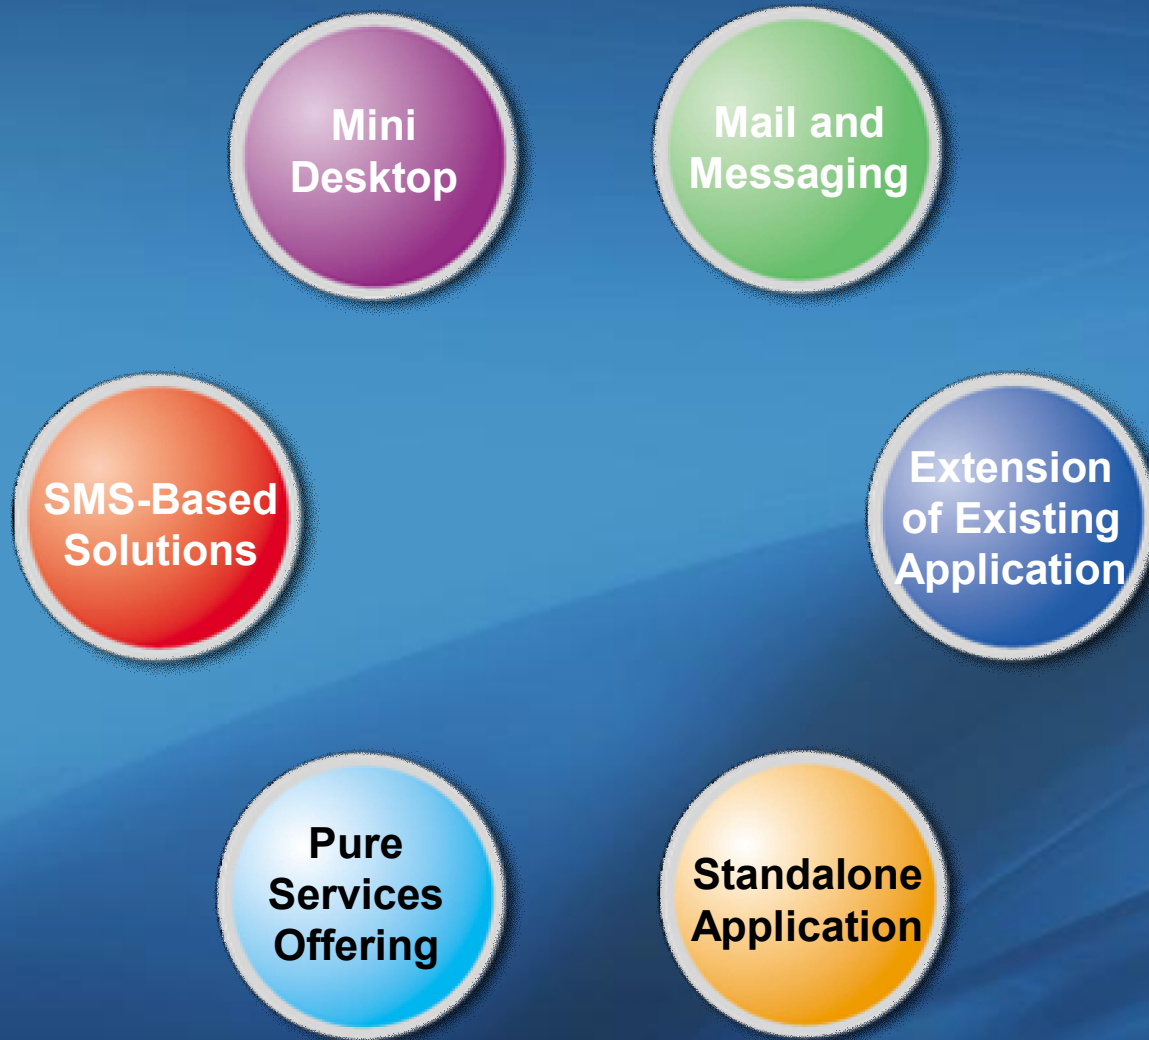 Mini
Desktop
Mail and
Messaging
SMS-Based
Solutions
Extension
of Existing
Application
Pure
Services
Offering
Standalone
Application